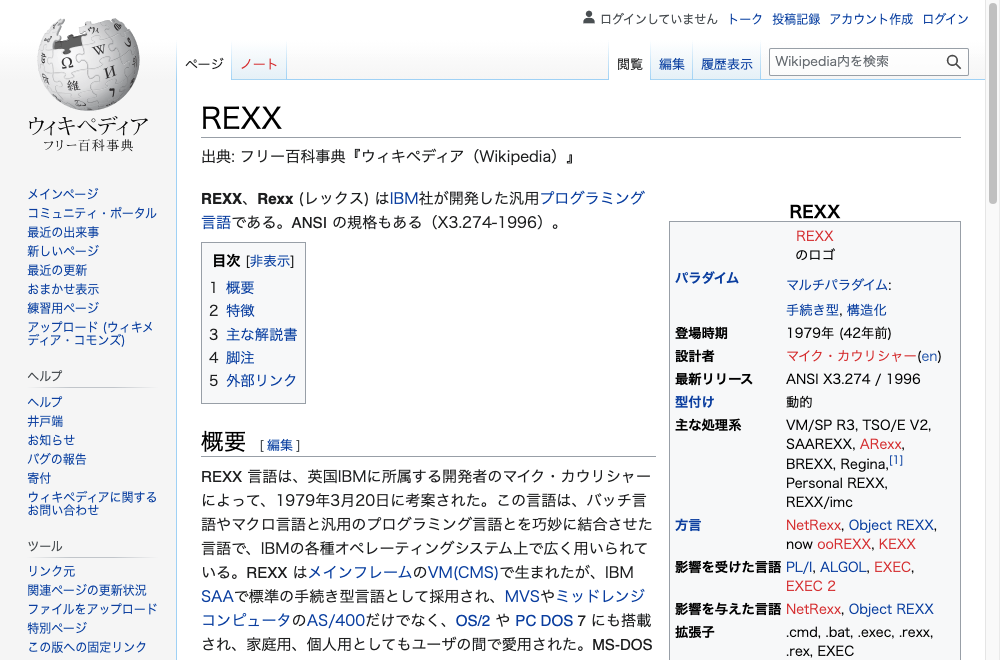 ログインしていません トーク 投稿記録 アカウント作成 ログイン
ページ ノート 閲覧 編集 履歴表示 Wikipedia内を検索
ウィキペディア
フリー百科事典
メインページ
コミュニティ・ポータル
最近の出来事
新しいページ
最近の更新
おまかせ表示
練習用ページ
アップロード (ウィキメ
ディア・コモンズ)
ヘルプ
ヘルプ
井戸端
お知らせ
バグの報告
寄付
ウィキペディアに関する
お問い合わせ
ツール
リンク元
関連ページの更新状況
ファイルをアップロード
特別ページ
この版への固定リンク
REXX
出典: フリー百科事典『ウィキペディア（Wikipedia）』
REXX、Rexx (レックス) はIBM社が開発した汎用プログラミング
言語である。ANSI の規格もある（X3.274-1996）。
目次 [非表示]
1 概要
2 特徴
3 主な解説書
4 脚注
5 外部リンク
概要 [ 編集 ]
REXX 言語は、英国IBMに所属する開発者のマイク・カウリシャー
によって、1979年3月20日に考案された。この言語は、バッチ言
語やマクロ言語と汎用のプログラミング言語とを巧妙に結合させた
言語で、IBMの各種オペレーティングシステム上で広く用いられて
いる。REXX はメインフレームのVM(CMS)で生まれたが、IBM
SAAで標準の手続き型言語として採用され、MVSやミッドレンジ
コンピュータのAS/400だけでなく、OS/2 や PC DOS 7 にも搭載
され、家庭用、個人用としてもユーザの間で愛用された。MS-DOS
REXX
REXX
のロゴ
パラダイム マルチパラダイム:
手続き型, 構造化
登場時期 1979年 (42年前)
設計者 マイク・カウリシャー(en)
最新リリース ANSI X3.274 / 1996
型付け 動的
主な処理系 VM/SP R3, TSO/E V2,
SAAREXX, ARexx,
BREXX, Regina,[1]
Personal REXX,
REXX/imc
方言 NetRexx, Object REXX,
now ooREXX, KEXX
影響を受けた言語 PL/I, ALGOL, EXEC,
EXEC 2
影響を与えた言語 NetRexx, Object REXX
拡張子 .cmd, .bat, .exec, .rexx,
.rex, EXEC